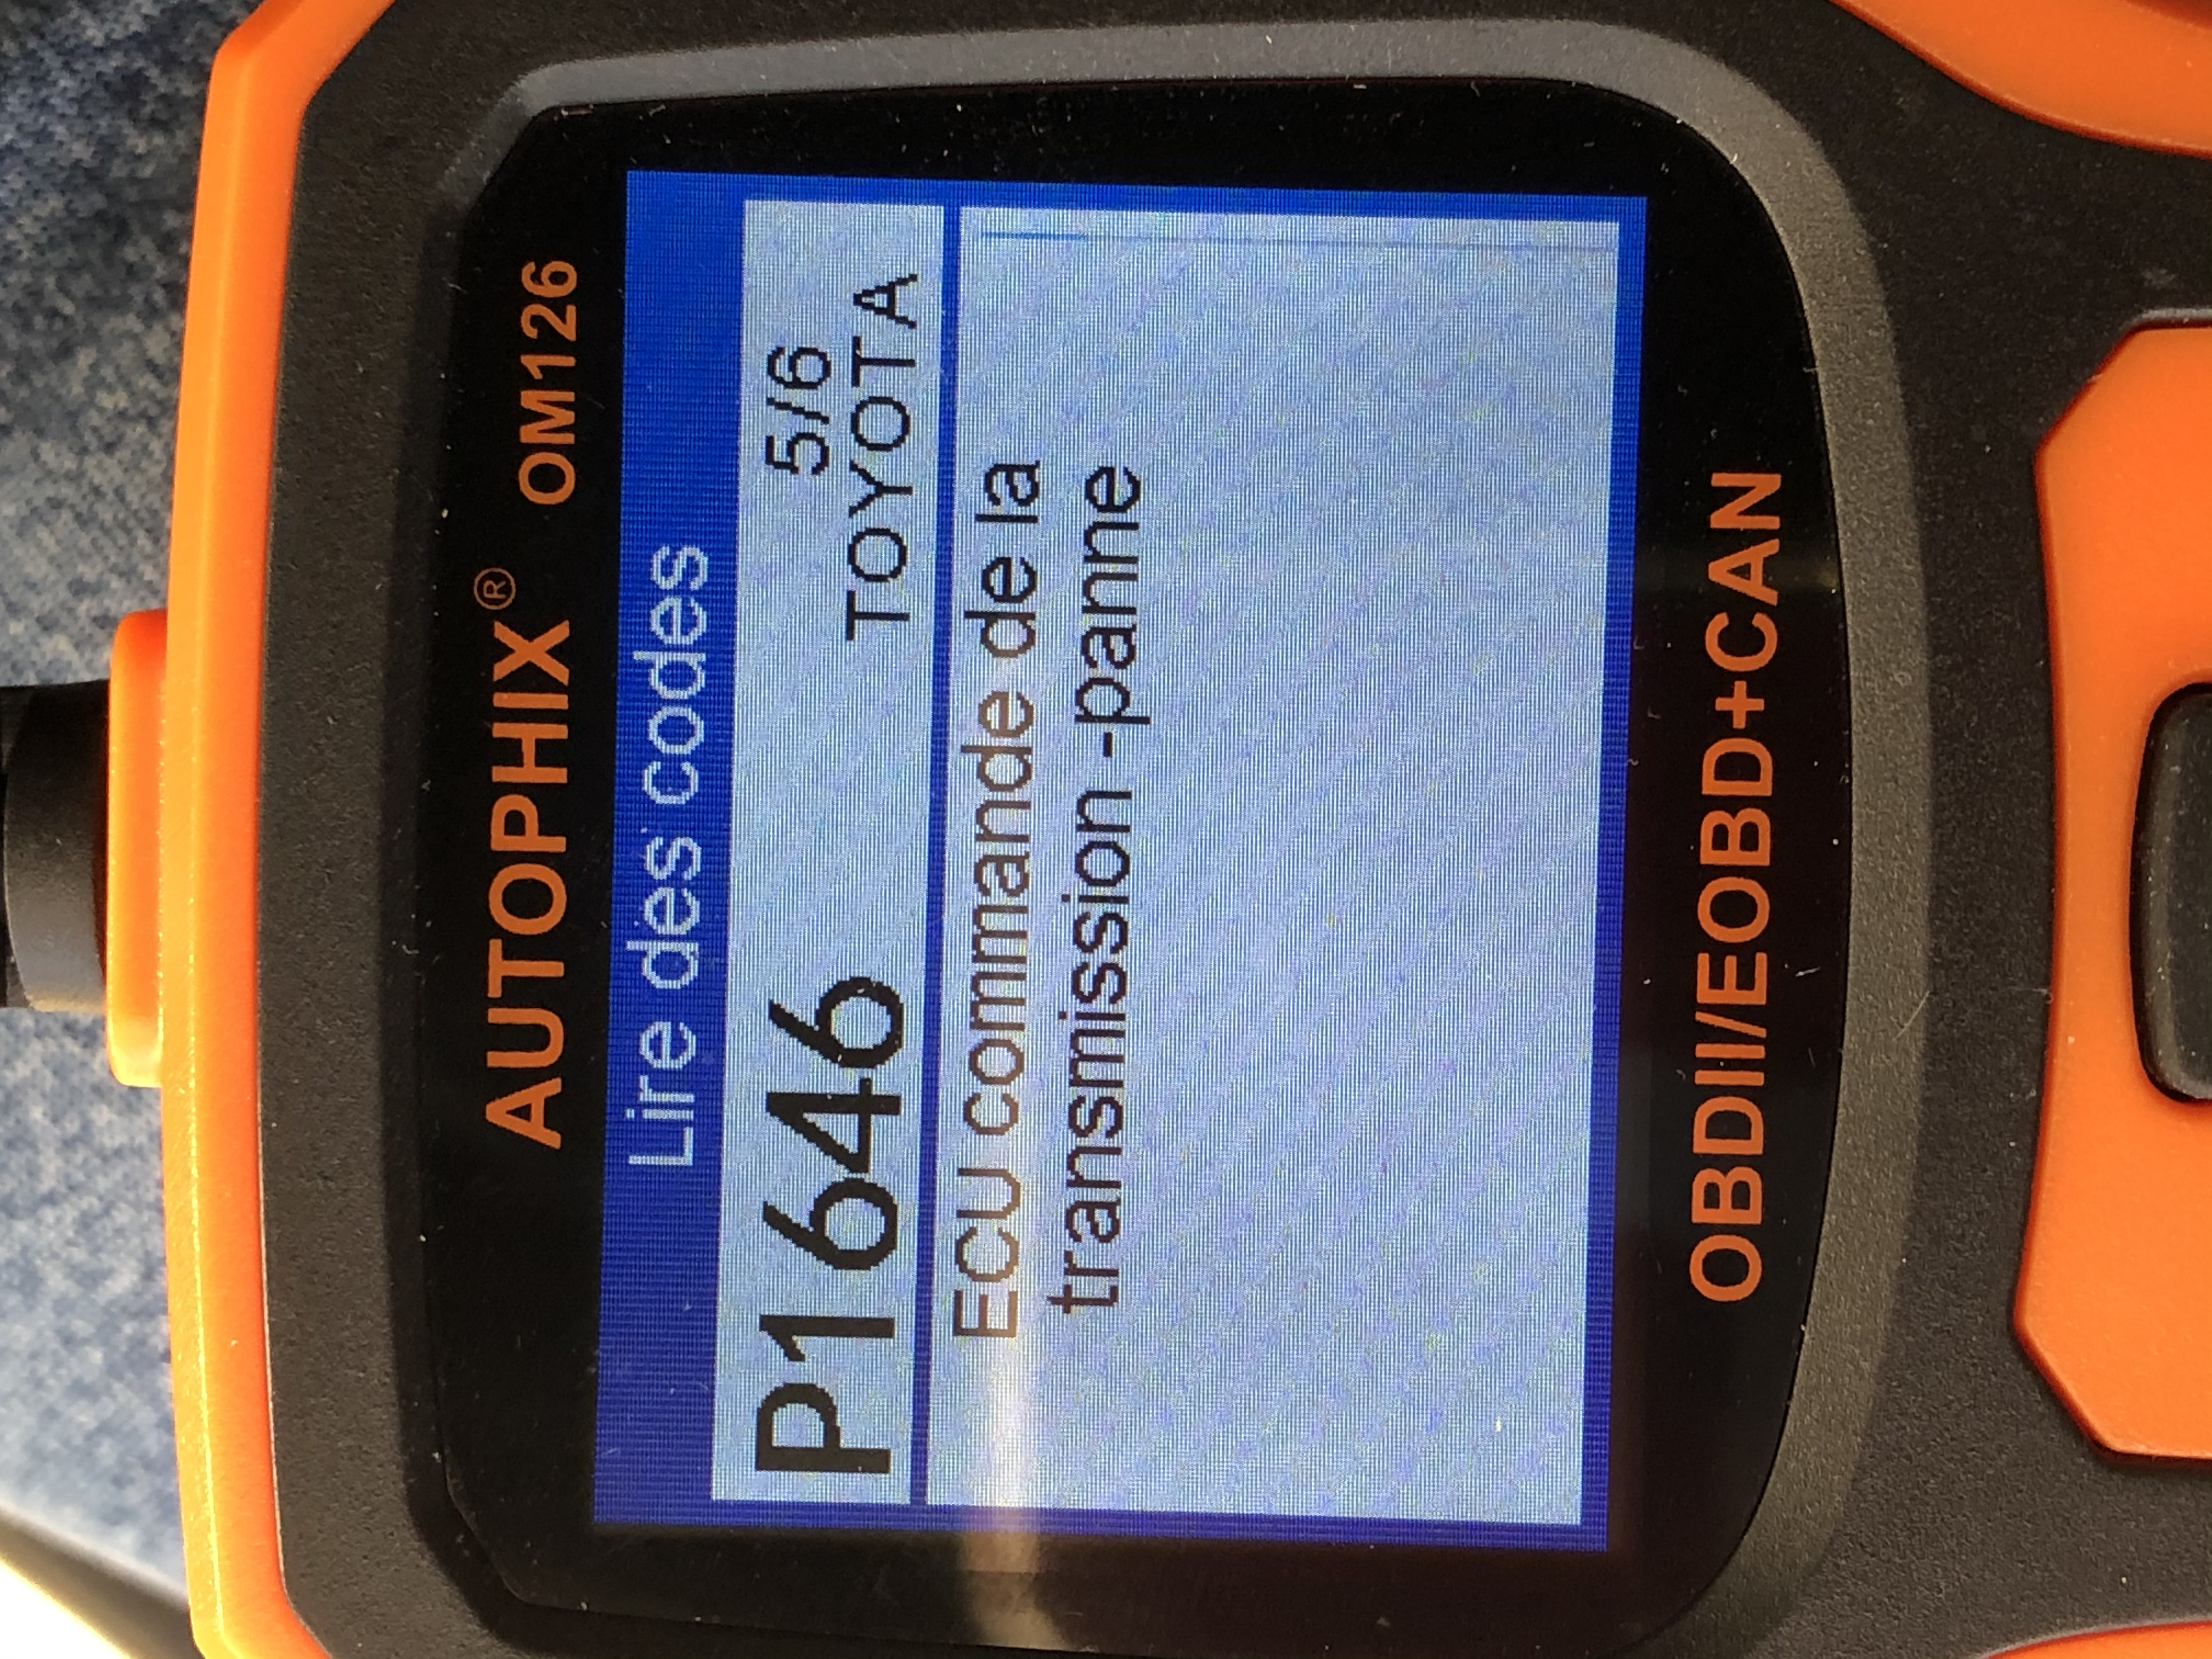 AUTOPHIX® OM126
Lire des codes
P1646 5/6
TOYOTA
ECU commande de la
transmission -panne
OBDII/EOBD+CAN